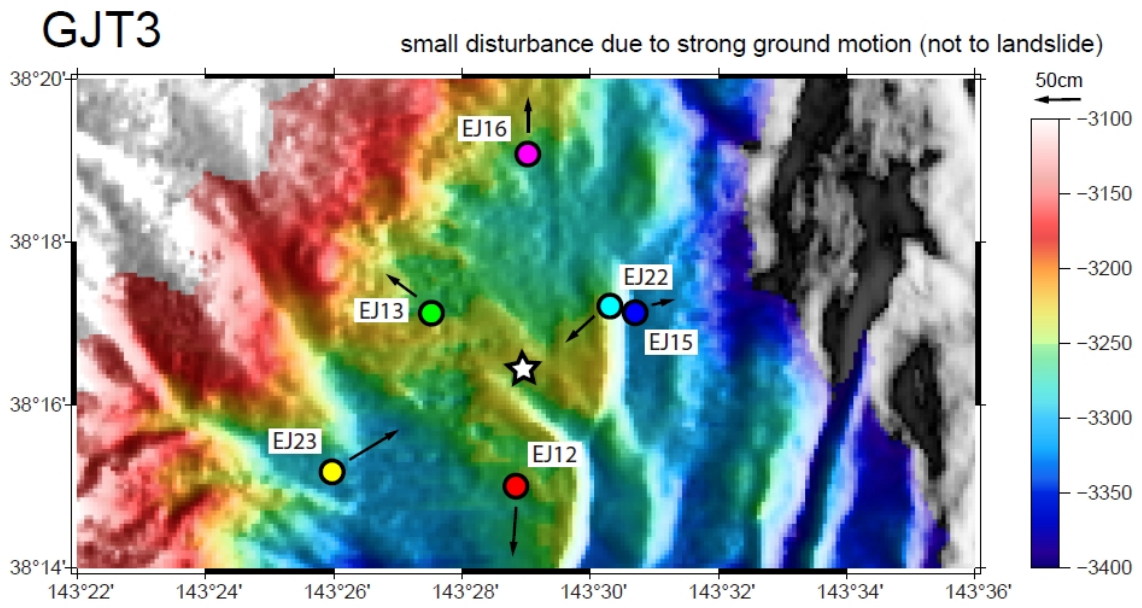 GJT3
small disturbance due to strong ground motion (not to landslide)
38°20'
38°18'
38°16'
38°14'
143°22'
143°24'
143°26'
143°28'
143°30'
143°32'
143°34'
143°36'
EJ16
EJ22
EJ13
EJ15
EJ23
EJ12
50cm
−3100
−3150
−3200
−3250
−3300
−3350
−3400